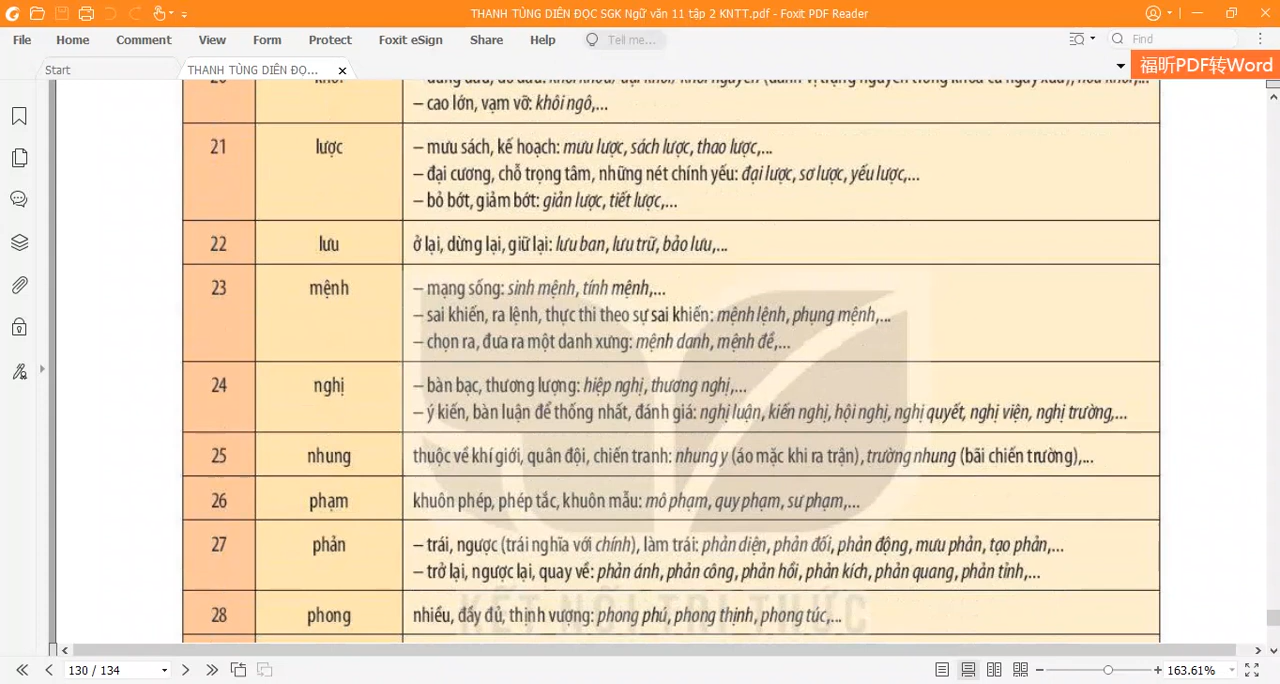 THANH TÙNG DIÊN ĐỌC SGK Ngữ văn 11 tập 2 KNTT.pdf - Foxit PDF Reader
File Home Comment View Form Protect Foxit eSign Share Help Tell me... Find
Start THANH TÙNG DIÊN ĐỌ... 福昕PDF转Word
– cao lớn, vạm vỡ: khôi ngô,...
21 lược – mưu sách, kế hoạch: mưu lược, sách lược, thao lược,...
– đại cương, chỗ trọng tâm, những nét chính yếu: đại lược, sơ lược, yếu lược,...
– bỏ bớt, giảm bớt: giản lược, tiết lược,...
22 lưu ở lại, dừng lại, giữ lại: lưu ban, lưu trữ, bảo lưu,...
23 mệnh – mạng sống: sinh mệnh, tính mệnh,...
– sai khiến, ra lệnh, thực thi theo sự sai khiến: mệnh lệnh, phụng mệnh,...
– chọn ra, đưa ra một danh xưng: mệnh danh, mệnh đề,...
24 nghị – bàn bạc, thương lượng: hiệp nghị, thương nghị,...
– ý kiến, bàn luận để thống nhất, đánh giá: nghị luận, kiến nghị, hội nghị, nghị quyết, nghị viện, nghị trường,...
25 nhung thuộc về khí giới, quân đội, chiến tranh: nhung y (áo mặc khi ra trận), trường nhung (bãi chiến trường),...
26 phạm khuôn phép, phép tắc, khuôn mẫu: mô phạm, quy phạm, sư phạm,...
27 phản – trái, ngược (trái nghĩa với chính), làm trái: phản diện, phản đối, phản động, mưu phản, tạo phản,...
– trở lại, ngược lại, quay về: phản ánh, phản công, phản hồi, phản kích, phản quang, phản tỉnh,...
28 phong nhiều, đầy đủ, thịnh vượng: phong phú, phong thịnh, phong túc,...
KẾT NỐI TRI THỨC
130 / 134 163.61%